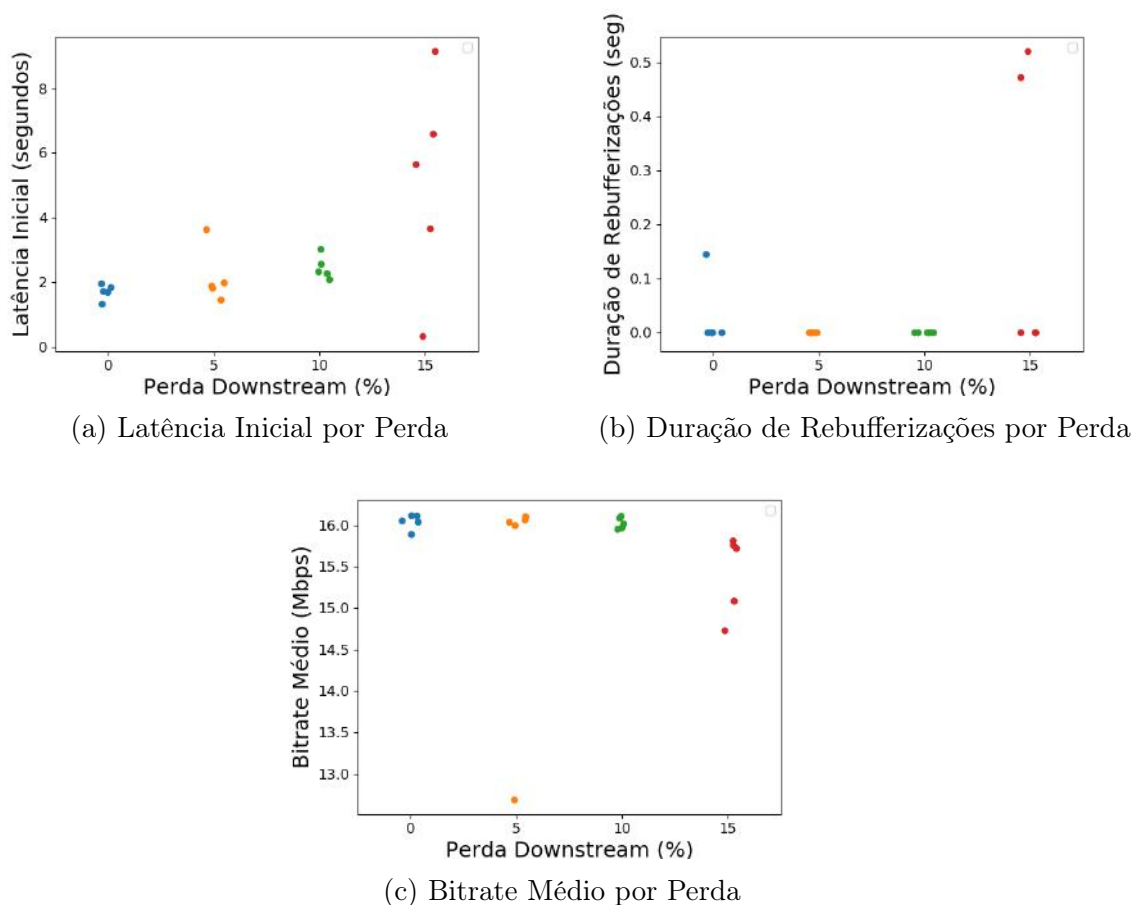 Latência Inicial (segundos)
8
6
4
2
0
0 5 10 15
Perda Downstream (%)
(a) Latência Inicial por Perda
Duração de Rebufferizações (seg)
0.5
0.4
0.3
0.2
0.1
0.0
0 5 10 15
Perda Downstream (%)
(b) Duração de Rebufferizações por Perda
Bitrate Médio (Mbps)
16.0
15.5
15.0
14.5
14.0
13.5
13.0
0 5 10 15
Perda Downstream (%)
(c) Bitrate Médio por Perda